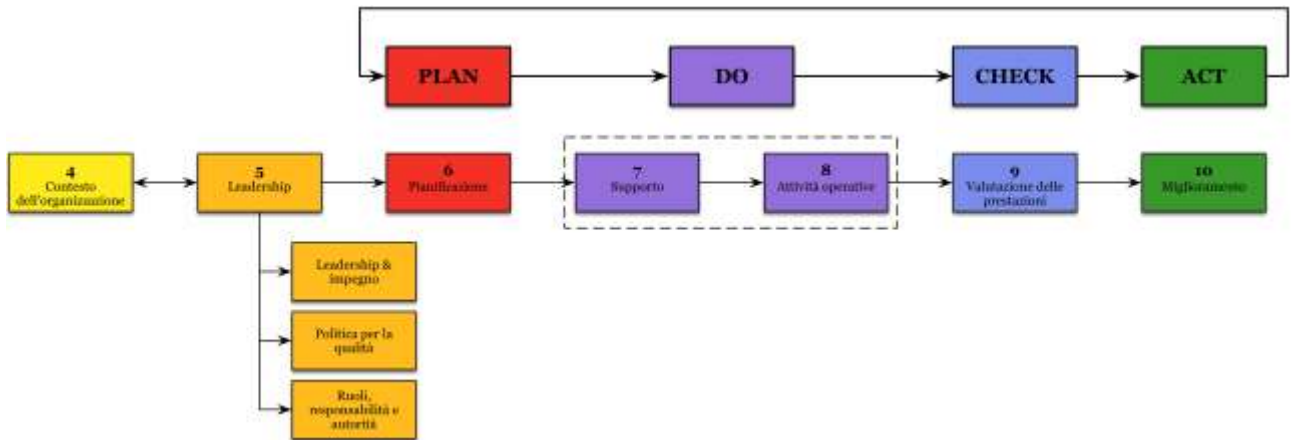 PLAN
DO
CHECK
ACT
4
Contesto
dell'organizzazione
5
Leadership
6
Pianificazione
7
Supporto
8
Attività operative
9
Valutazione delle
prestazioni
10
Miglioramento
Leadership &
impegno
Politica per la
qualità
Ruoli,
responsabilità e
autorità